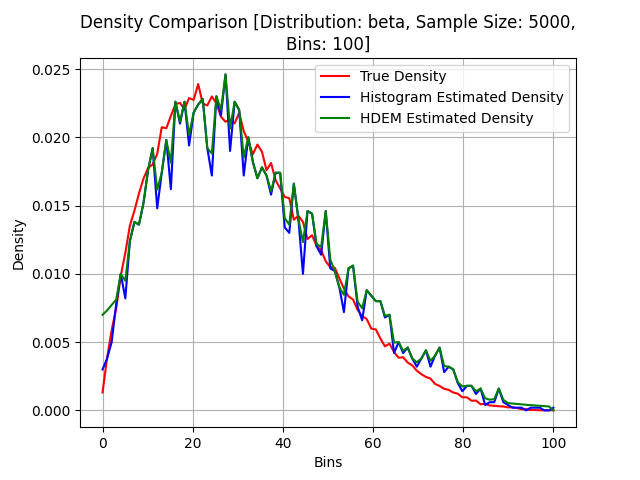 Density Comparison [Distribution: beta, Sample Size: 5000,
Bins: 100]
True Density
Histogram Estimated Density
HDEM Estimated Density
Density
0.025
0.020
0.015
0.010
0.005
0.000
0 20 40 60 80 100
Bins